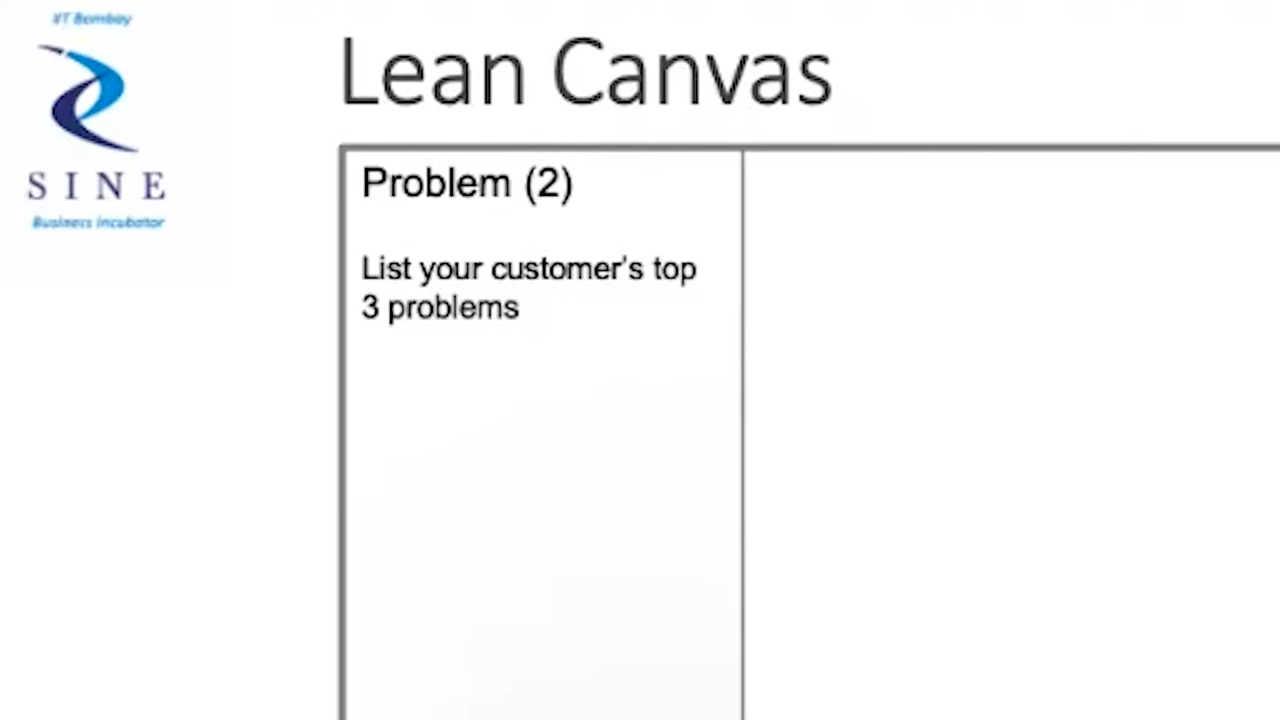 IIT Bombay
SINE
Business Incubator
Lean Canvas
Problem (2)
List your customer's top
3 problems